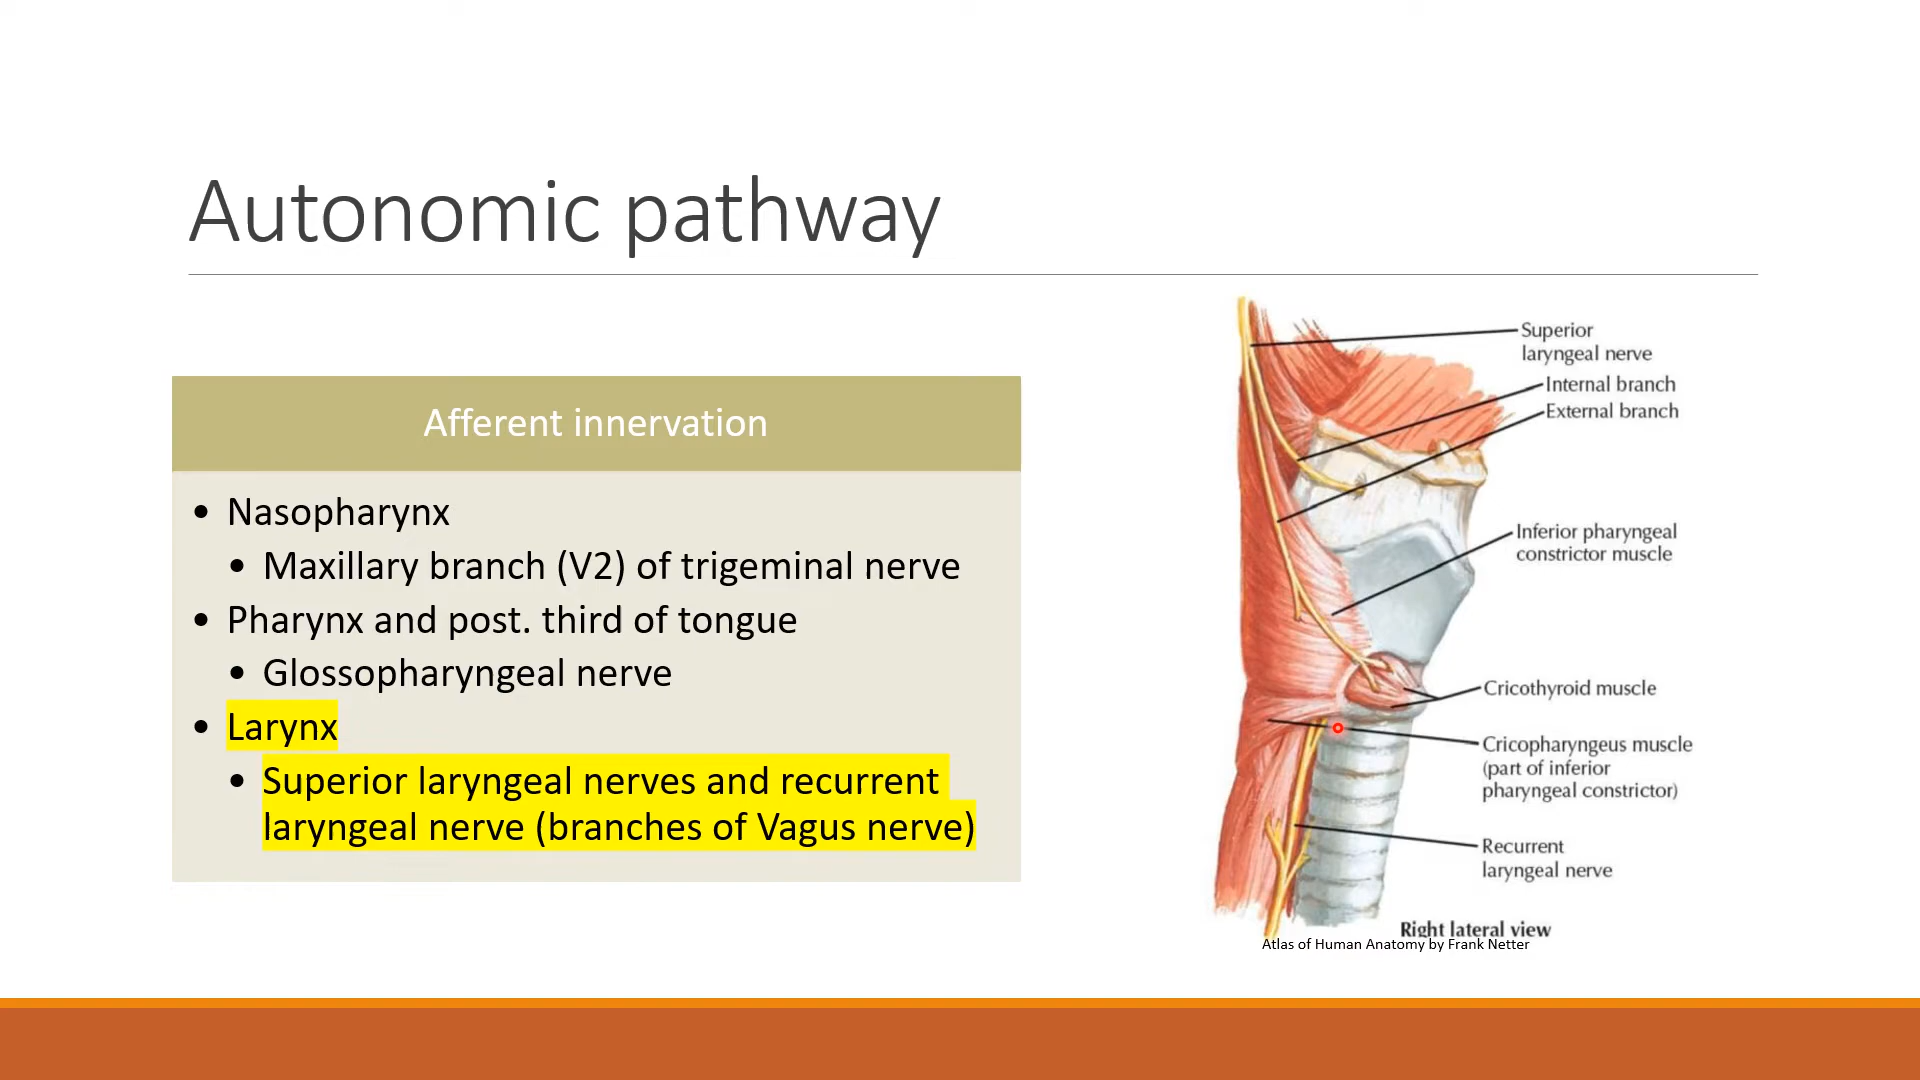 Autonomic pathway
Afferent innervation
• Nasopharynx
• Maxillary branch (V2) of trigeminal nerve
• Pharynx and post. third of tongue
• Glossopharyngeal nerve
• Larynx
• Superior laryngeal nerves and recurrent
laryngeal nerve (branches of Vagus nerve)
Superior
laryngeal nerve
Internal branch
External branch
Inferior pharyngeal
constrictor muscle
Cricothyroid muscle
Cricopharyngeus muscle
(part of inferior
pharyngeal constrictor)
Recurrent
laryngeal nerve
Right lateral view
Atlas of Human Anatomy by Frank Netter